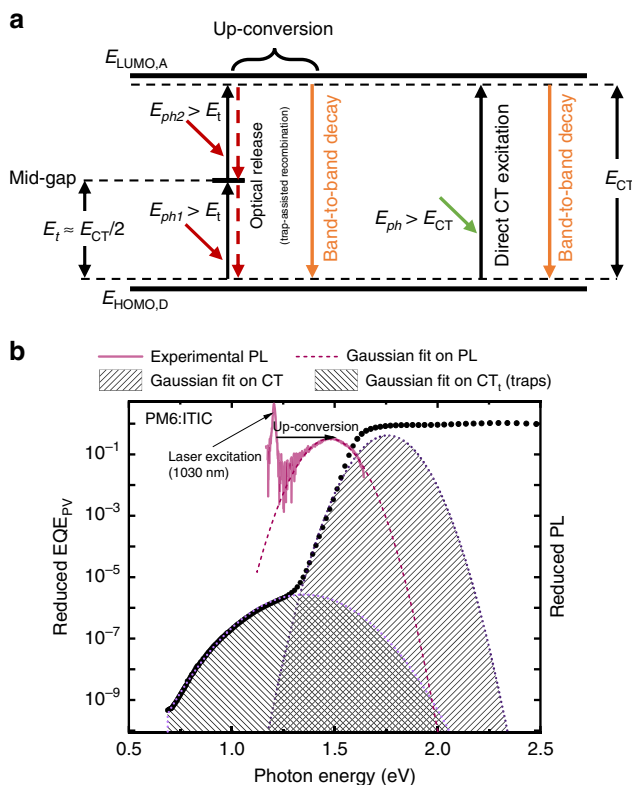 a
Up-conversion
E_LUMO,A
E_ph2 > E_t
Mid-gap
E_t ≈ E_CT/2
E_ph1 > E_t
Optical release
(trap-assisted recombination)
Band-to-band decay
E_ph > E_CT
Direct CT excitation
Band-to-band decay
E_CT
E_HOMO,D
b
Experimental PL
Gaussian fit on PL
Gaussian fit on CT
Gaussian fit on CT_t (traps)
PM6:ITIC
Up-conversion
Laser excitation
(1030 nm)
Reduced EQE_PV
Reduced PL
10^−1
10^−3
10^−5
10^−7
10^−9
0.5 1.0 1.5 2.0 2.5
Photon energy (eV)